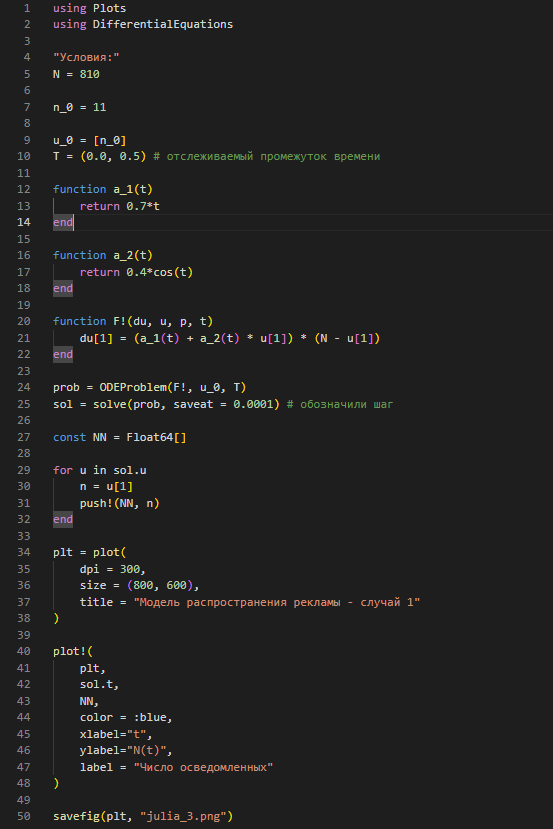 1 using Plots
2 using DifferentialEquations
3
4 "Условия:"
5 N = 810
6
7 n_0 = 11
8
9 u_0 = [n_0]
10 T = (0.0, 0.5) # отслеживаемый промежуток времени
11
12 function a_1(t)
13     return 0.7*t
14 end
15
16 function a_2(t)
17     return 0.4*cos(t)
18 end
19
20 function F!(du, u, p, t)
21     du[1] = (a_1(t) + a_2(t) * u[1]) * (N - u[1])
22 end
23
24 prob = ODEProblem(F!, u_0, T)
25 sol = solve(prob, saveat = 0.0001) # обозначили шаг
26
27 const NN = Float64[]
28
29 for u in sol.u
30     n = u[1]
31     push!(NN, n)
32 end
33
34 plt = plot(
35     dpi = 300,
36     size = (800, 600),
37     title = "Модель распространения рекламы - случай 1"
38 )
39
40 plot!(
41     plt,
42     sol.t,
43     NN,
44     color = :blue,
45     xlabel="t",
46     ylabel="N(t)",
47     label = "Число осведомленных"
48 )
49
50 savefig(plt, "julia_3.png")